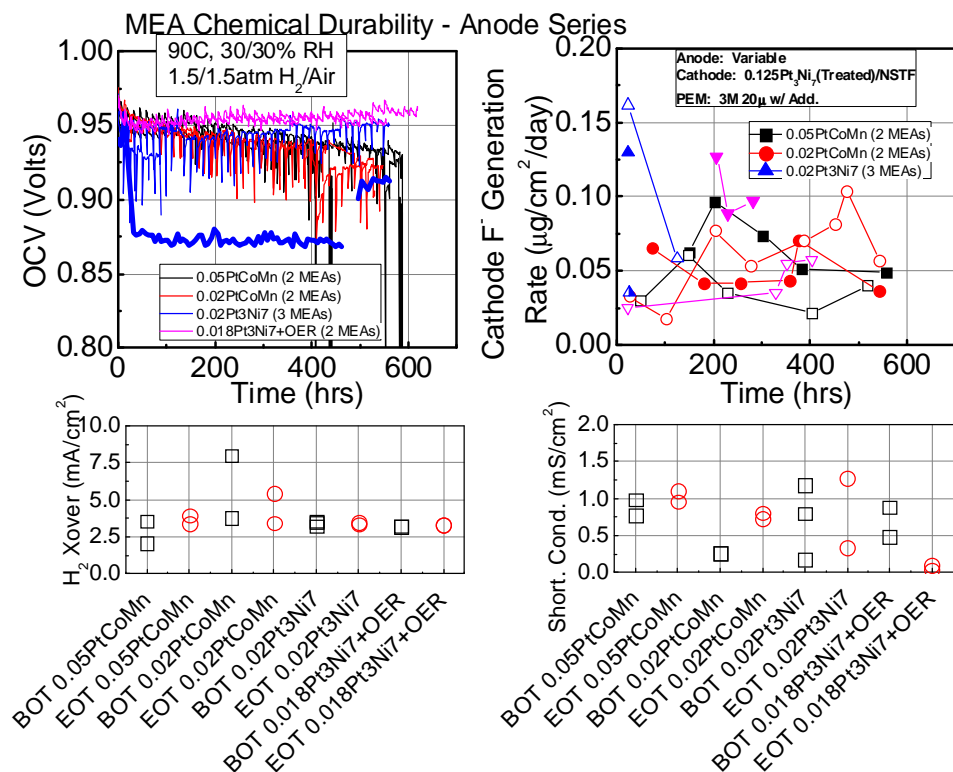 MEA Chemical Durability - Anode Series
90C, 30/30% RH
1.5/1.5atm H₂/Air
1.00
0.95
0.90
0.85
0.80
OCV (Volts)
0.05PtCoMn (2 MEAs)
0.02PtCoMn (2 MEAs)
0.02Pt3Ni7 (3 MEAs)
0.018Pt3Ni7+OER (2 MEAs)
0
200
400
600
Time (hrs)
Cathode F⁻ Generation
Rate (μg/cm²/day)
0.20
0.15
0.10
0.05
0.00
Anode: Variable
Cathode: 0.125Pt₃Ni₇(Treated)/NSTF
PEM: 3M 20μ w/ Add.
0.05PtCoMn (2 MEAs)
0.02PtCoMn (2 MEAs)
0.02Pt3Ni7 (3 MEAs)
0
200
400
600
Time (hrs)
H₂ Xover (mA/cm²)
10.0
7.5
5.0
2.5
0.0
BOT 0.05PtCoMn
EOT 0.05PtCoMn
BOT 0.02PtCoMn
EOT 0.02PtCoMn
BOT 0.02Pt3Ni7
EOT 0.02Pt3Ni7
BOT 0.018Pt3Ni7+OER
EOT 0.018Pt3Ni7+OER
Short. Cond. (mS/cm²)
2.0
1.5
1.0
0.5
0.0
BOT 0.05PtCoMn
EOT 0.05PtCoMn
BOT 0.02PtCoMn
EOT 0.02PtCoMn
BOT 0.02Pt3Ni7
EOT 0.02Pt3Ni7
BOT 0.018Pt3Ni7+OER
EOT 0.018Pt3Ni7+OER